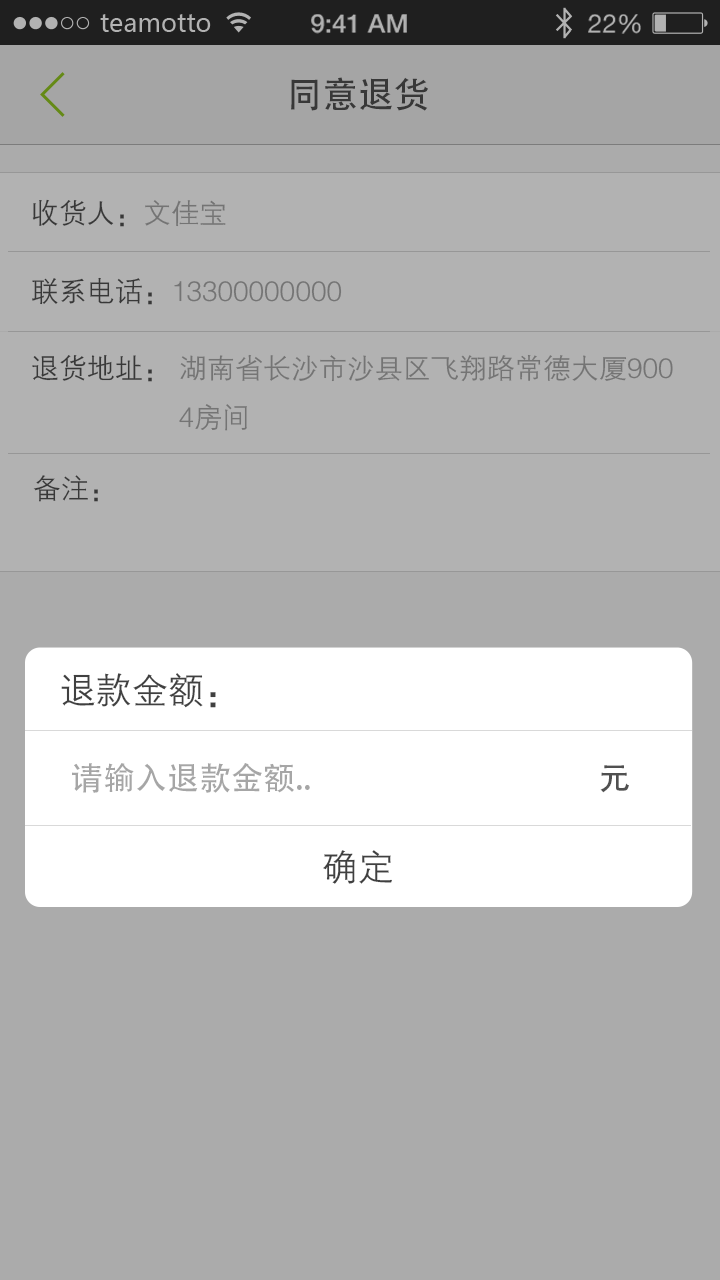 teamotto 9:41 AM 22%
同意退货
收货人：文佳宝
联系电话：13300000000
退货地址：湖南省长沙市沙县区飞翔路常德大厦900
4房间
备注：
退款金额：
请输入退款金额.. 元
确定